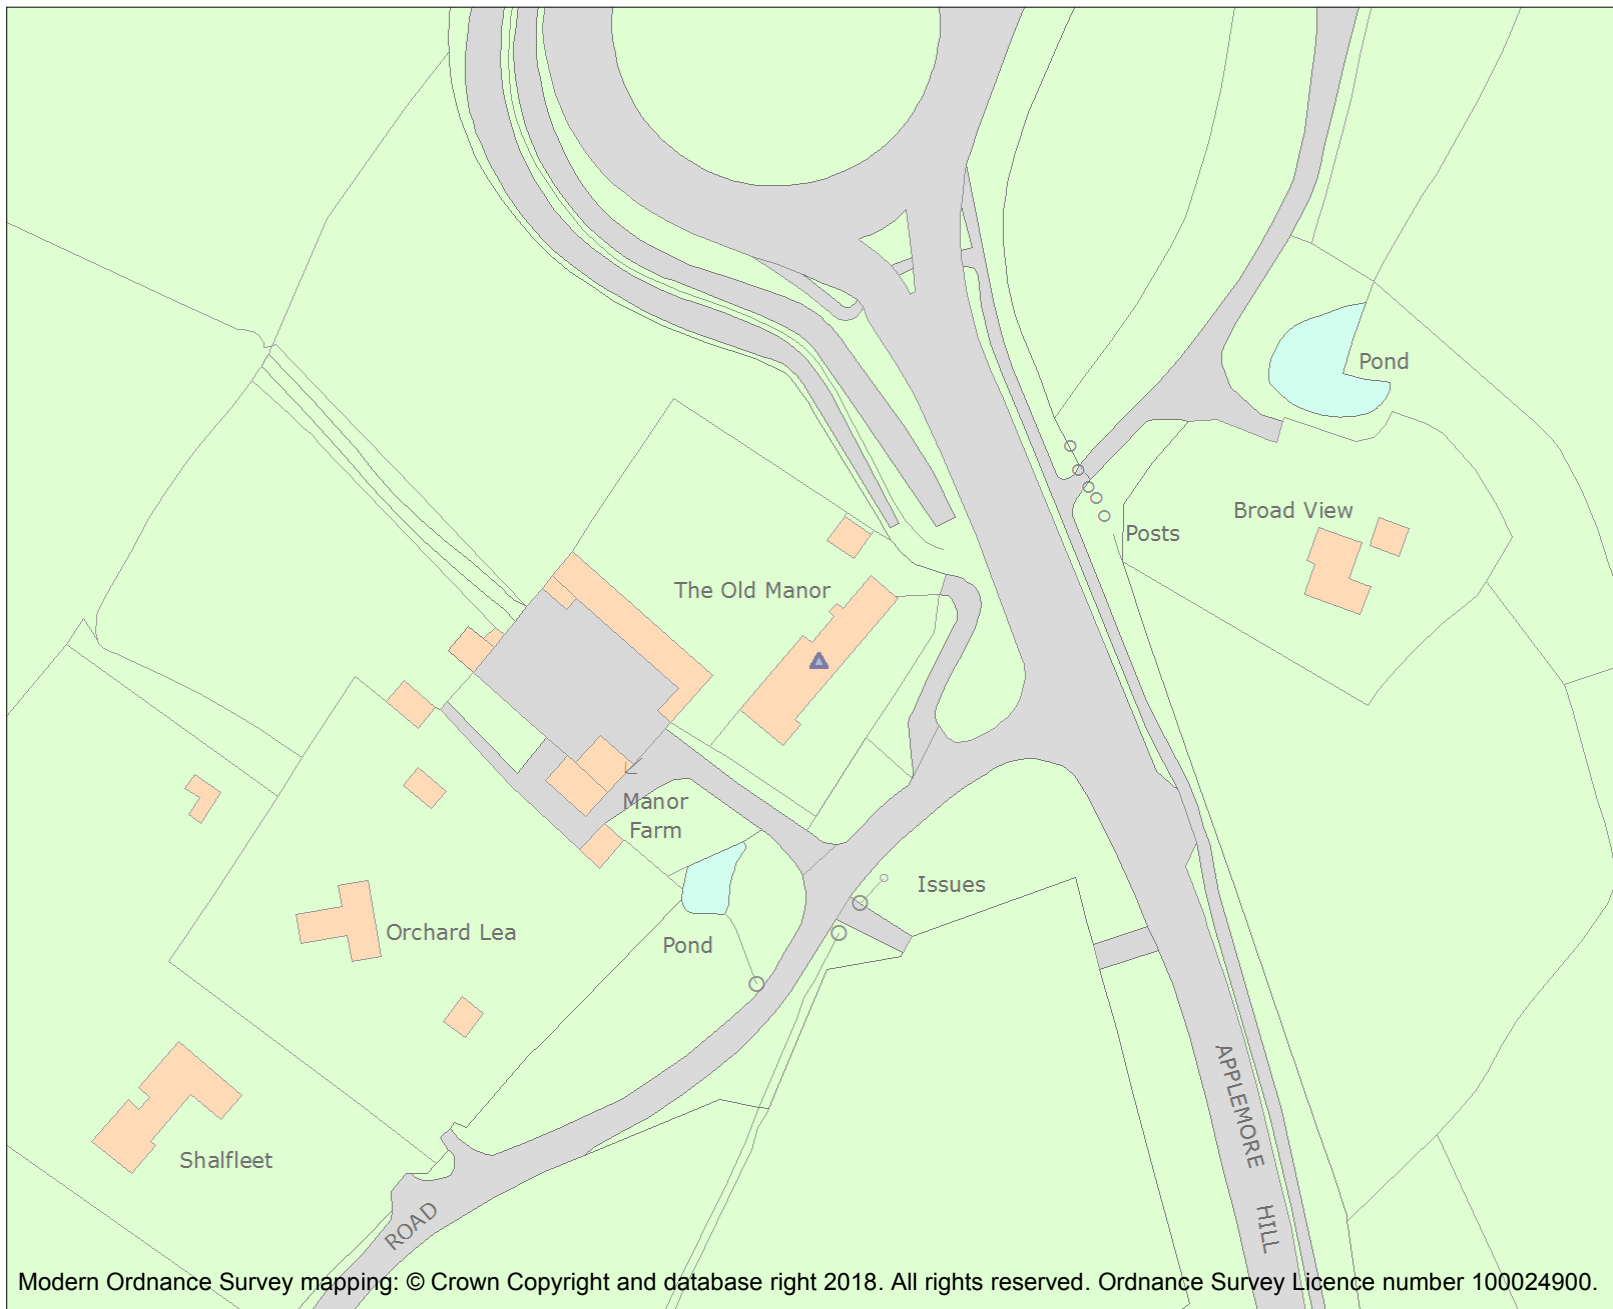 Pond
Broad View
Posts
The Old Manor
Manor
Farm
Issues
Orchard Lea
Pond
APPLEMORE HILL
Shalfleet
ROAD
Modern Ordnance Survey mapping: © Crown Copyright and database right 2018. All rights reserved. Ordnance Survey Licence number 100024900.